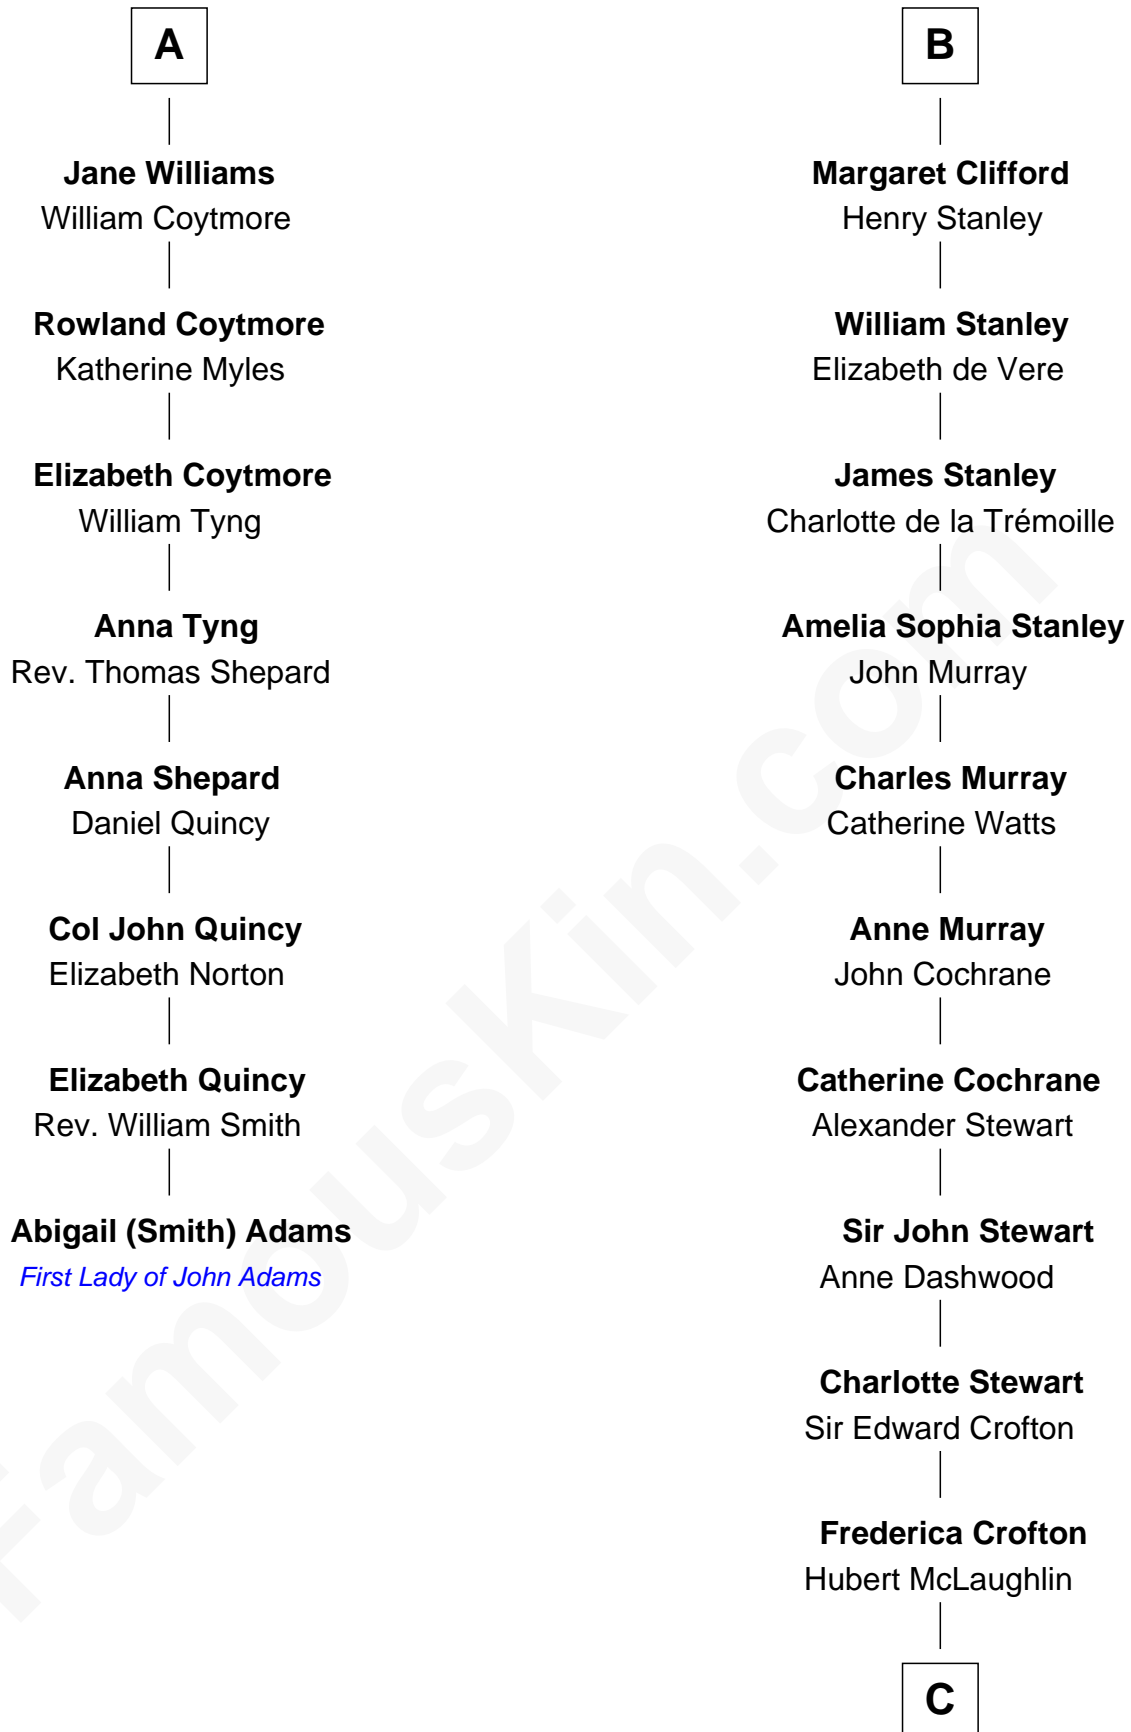 A
Jane Williams
William Coytmore
Rowland Coytmore
Katherine Myles
Elizabeth Coytmore
William Tyng
Anna Tyng
Rev. Thomas Shepard
Anna Shepard
Daniel Quincy
Col John Quincy
Elizabeth Norton
Elizabeth Quincy
Rev. William Smith
Abigail (Smith) Adams
First Lady of John Adams
B
Margaret Clifford
Henry Stanley
William Stanley
Elizabeth de Vere
James Stanley
Charlotte de la Trémoille
Amelia Sophia Stanley
John Murray
Charles Murray
Catherine Watts
Anne Murray
John Cochrane
Catherine Cochrane
Alexander Stewart
Sir John Stewart
Anne Dashwood
Charlotte Stewart
Sir Edward Crofton
Frederica Crofton
Hubert McLaughlin
C
FamousKin.com